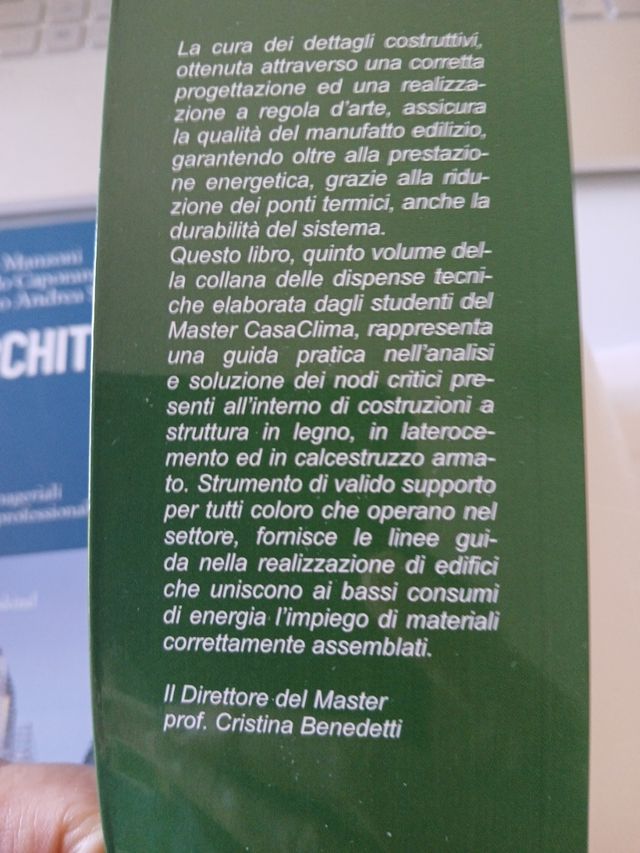 La cura dei dettagli costruttivi,
ottenuta attraverso una corretta
progettazione ed una realizza-
zione a regola d'arte, assicura
la qualità del manufatto edilizio,
garantendo oltre alla prestazio-
ne energetica, grazie alla ridu-
zione dei ponti termici, anche la
durabilità del sistema.
Questo libro, quinto volume del-
la collana delle dispense tecni-
che elaborata dagli studenti del
Master CasaClima, rappresenta
una guida pratica nell'analisi
e soluzione dei nodi critici pre-
senti all'interno di costruzioni a
struttura in legno, in lateroce-
mento ed in calcestruzzo arma-
to. Strumento di valido supporto
per tutti coloro che operano nel
settore, fornisce le linee gui-
da nella realizzazione di edifici
che uniscono ai bassi consumi
di energia l'impiego di materiali
correttamente assemblati.
Il Direttore del Master
prof. Cristina Benedetti
Manzoni
Andrea
CHIT